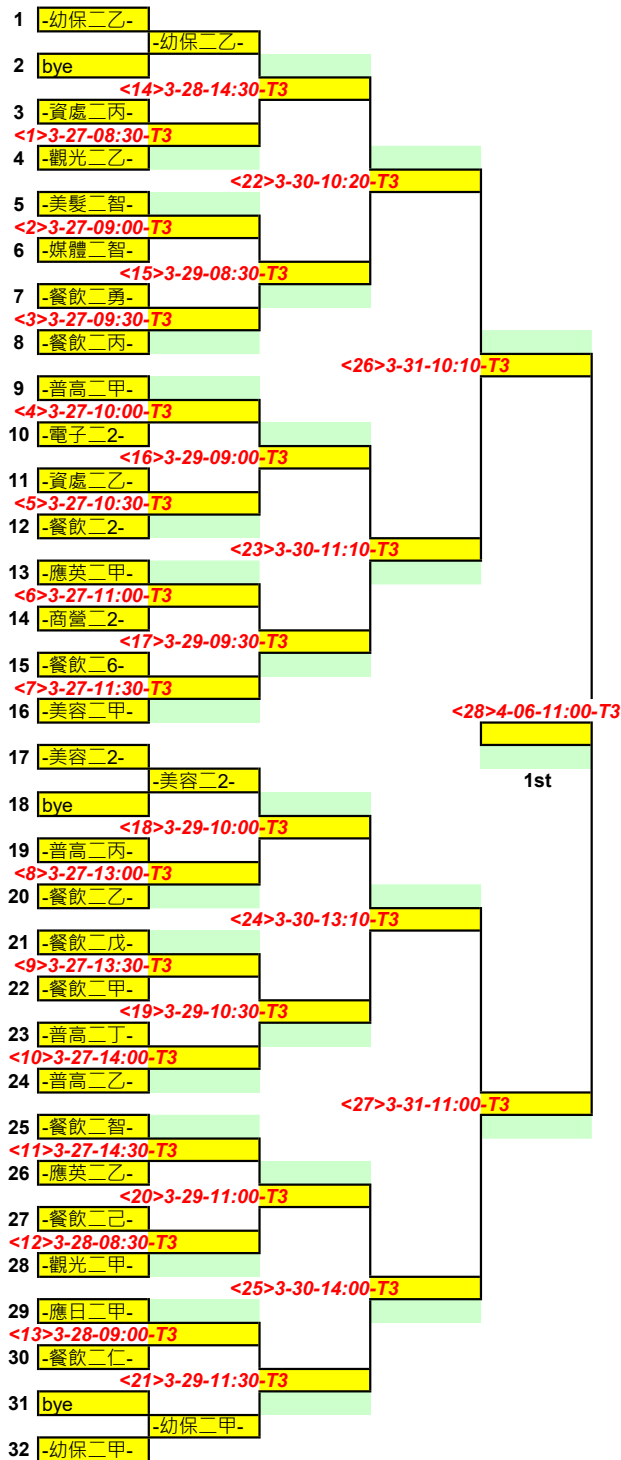 1 -幼保二乙-
-幼保二乙-
2 bye
<14>3-28-14:30-T3
3 -資處二丙-
<1>3-27-08:30-T3
4 -觀光二乙-
<22>3-30-10:20-T3
5 -美髮二智-
<2>3-27-09:00-T3
6 -媒體二智-
<15>3-29-08:30-T3
7 -餐飲二勇-
<3>3-27-09:30-T3
8 -餐飲二丙-
<26>3-31-10:10-T3
9 -普高二甲-
<4>3-27-10:00-T3
10 -電子二2-
<16>3-29-09:00-T3
11 -資處二乙-
<5>3-27-10:30-T3
12 -餐飲二2-
<23>3-30-11:10-T3
13 -應英二甲-
<6>3-27-11:00-T3
14 -商營二2-
<17>3-29-09:30-T3
15 -餐飲二6-
<7>3-27-11:30-T3
16 -美容二甲-
<28>4-06-11:00-T3
17 -美容二2-
-美容二2-
1st
18 bye
<18>3-29-10:00-T3
19 -普高二丙-
<8>3-27-13:00-T3
20 -餐飲二乙-
<24>3-30-13:10-T3
21 -餐飲二戊-
<9>3-27-13:30-T3
22 -餐飲二甲-
<19>3-29-10:30-T3
23 -普高二丁-
<10>3-27-14:00-T3
24 -普高二乙-
<27>3-31-11:00-T3
25 -餐飲二智-
<11>3-27-14:30-T3
26 -應英二乙-
<20>3-29-11:00-T3
27 -餐飲二己-
<12>3-28-08:30-T3
28 -觀光二甲-
<25>3-30-14:00-T3
29 -應日二甲-
<13>3-28-09:00-T3
30 -餐飲二仁-
<21>3-29-11:30-T3
31 bye
-幼保二甲-
32 -幼保二甲-